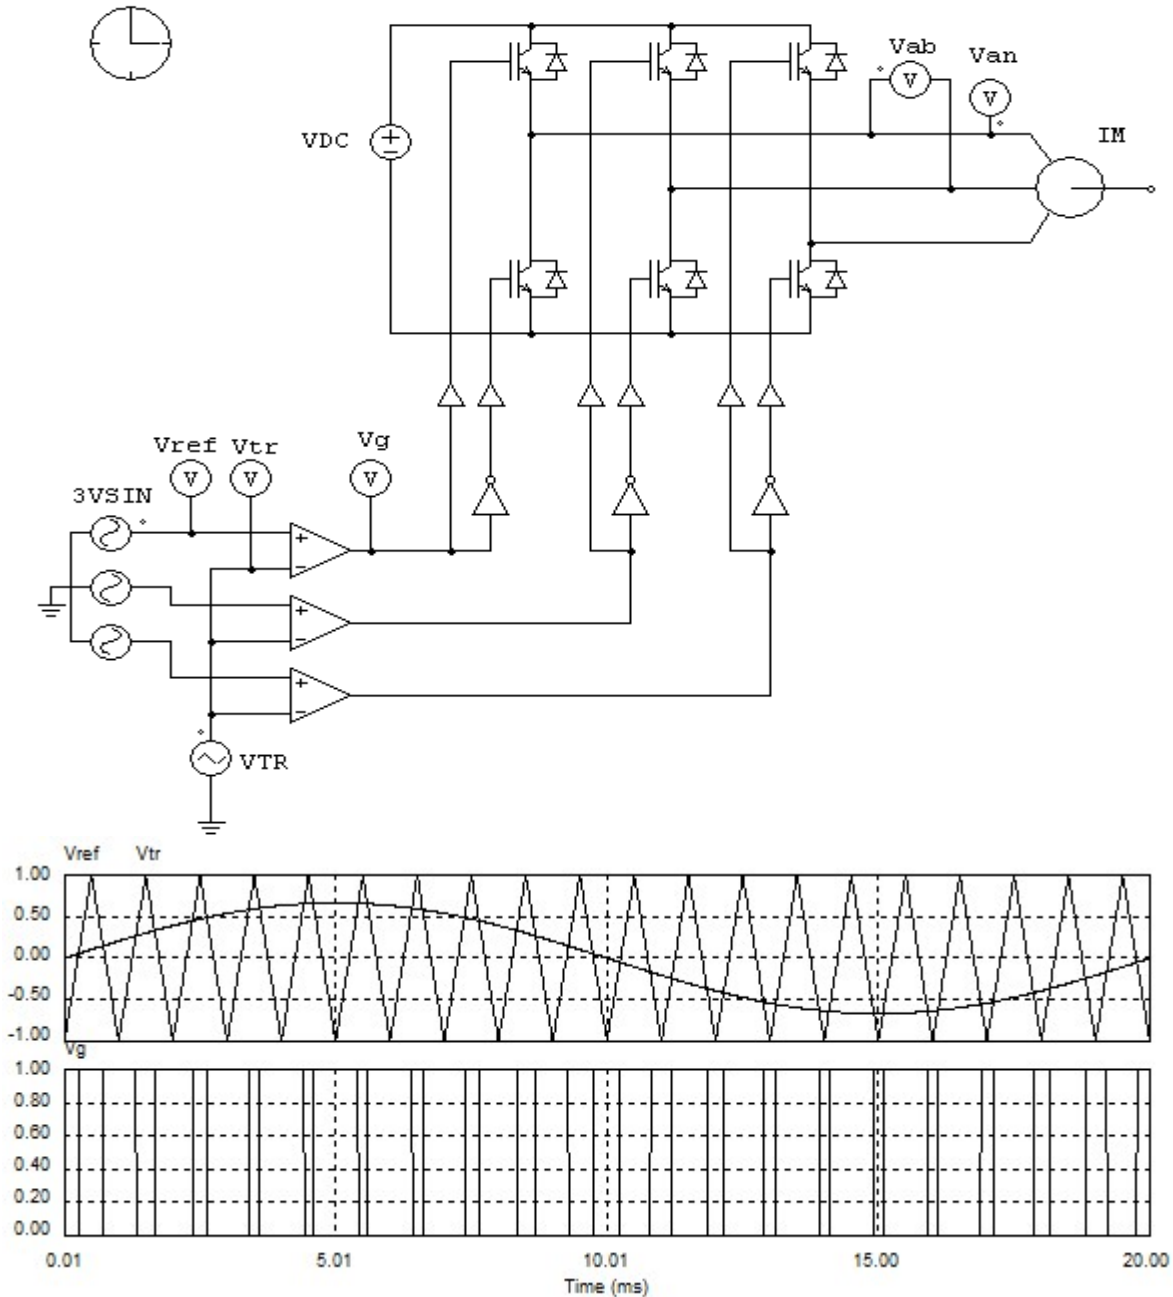 Vab
Van
V
V
VDC
IM
Vref
Vtr
Vg
V
V
V
3VSIN
VTR
Vref Vtr
1.00
0.50
0.00
-0.50
-1.00
Vg
1.00
0.80
0.60
0.40
0.20
0.00
0.01 5.01 10.01 15.00 20.00
Time (ms)